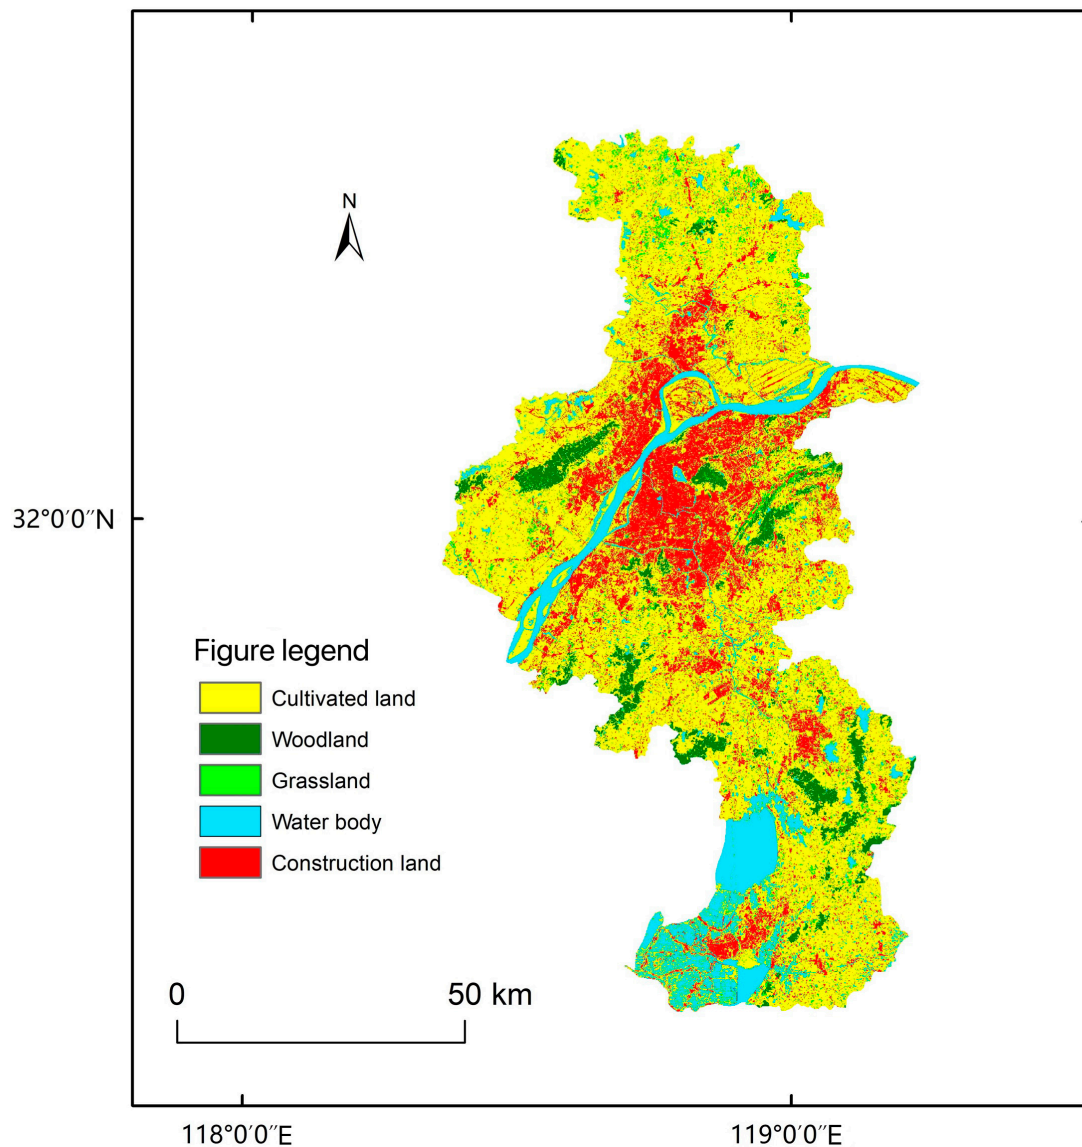 N
32°0′0″N
Figure legend
Cultivated land
Woodland
Grassland
Water body
Construction land
0 50 km
118°0′0″E 119°0′0″E